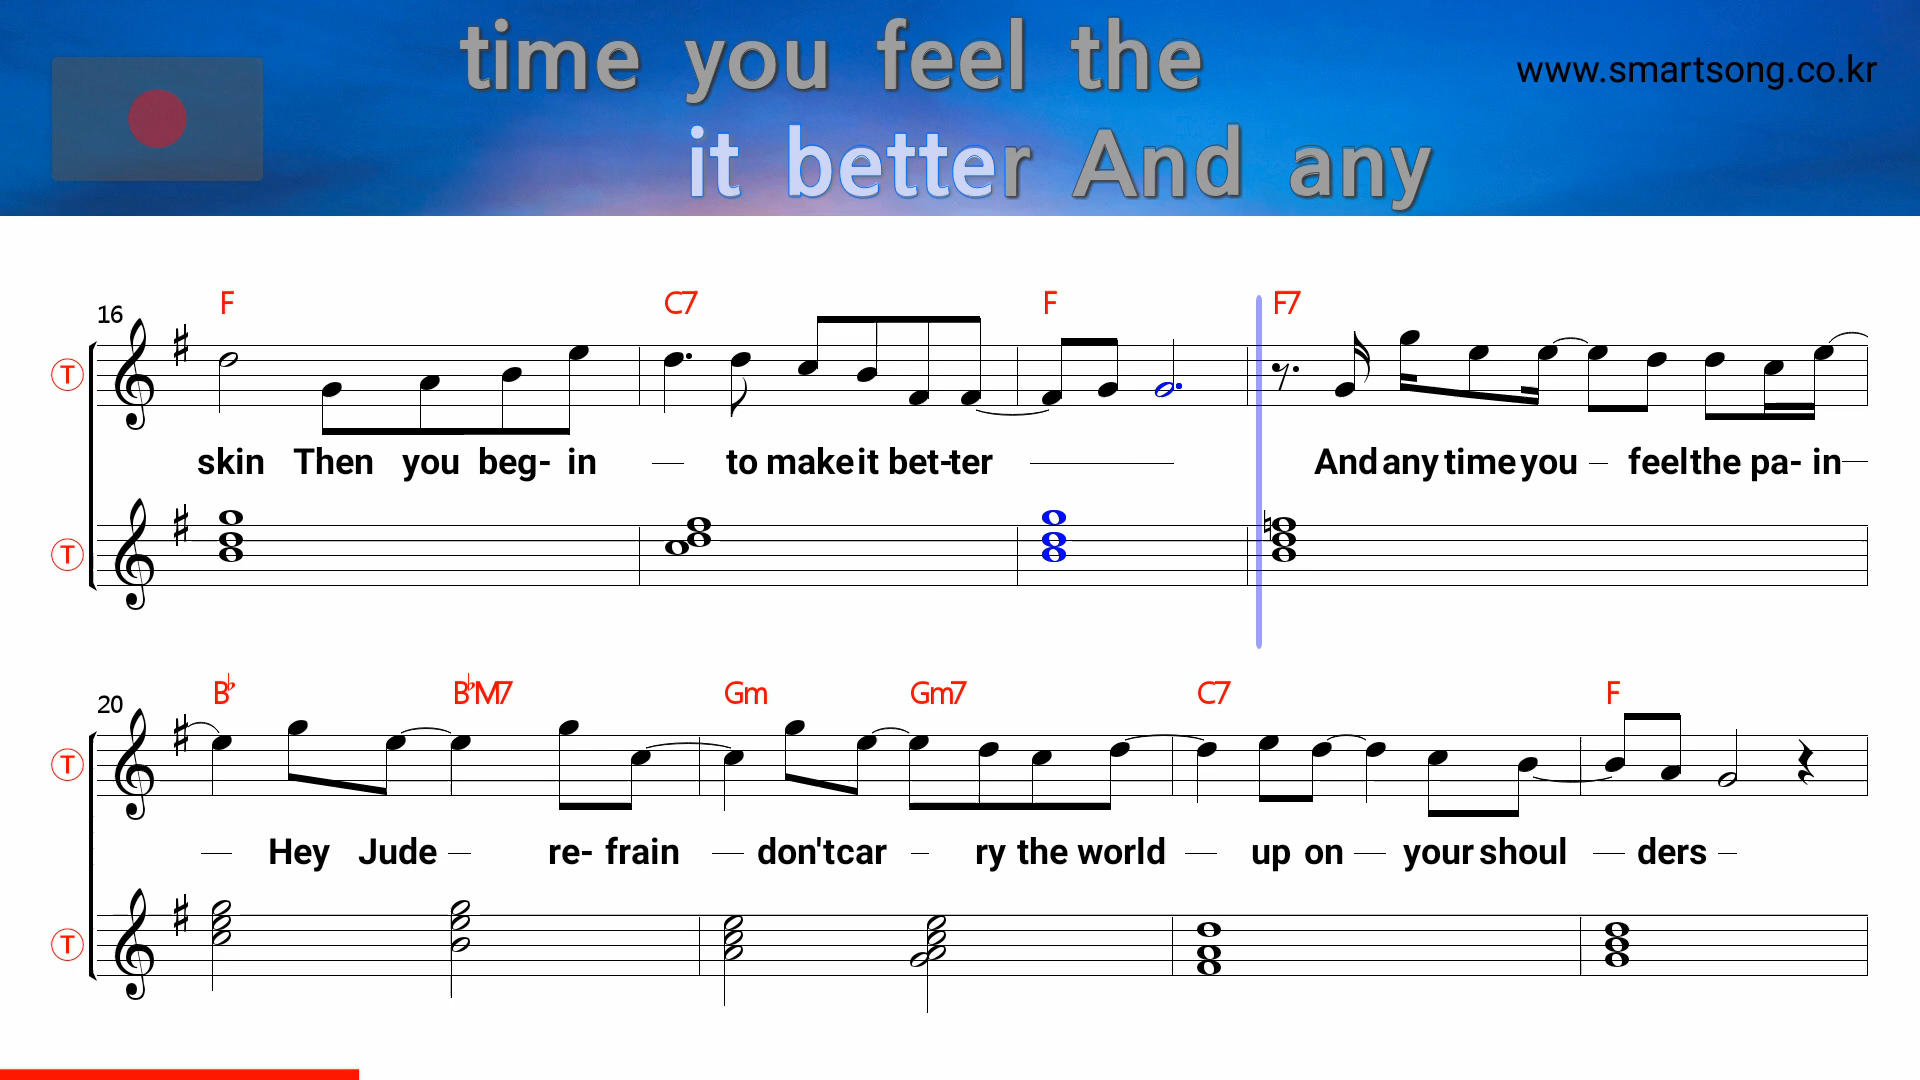 time you feel the
www.smartsong.co.kr
it better And any
F C7 F F7
16
T
skin Then you beg- in — to make it bet-ter — And any time you — feel the pa- in —
T
B♭ B♭M7 Gm Gm7 C7 F
20
T
— Hey Jude — re- frain — don't car — ry the world — up on — your shoul — ders —
T